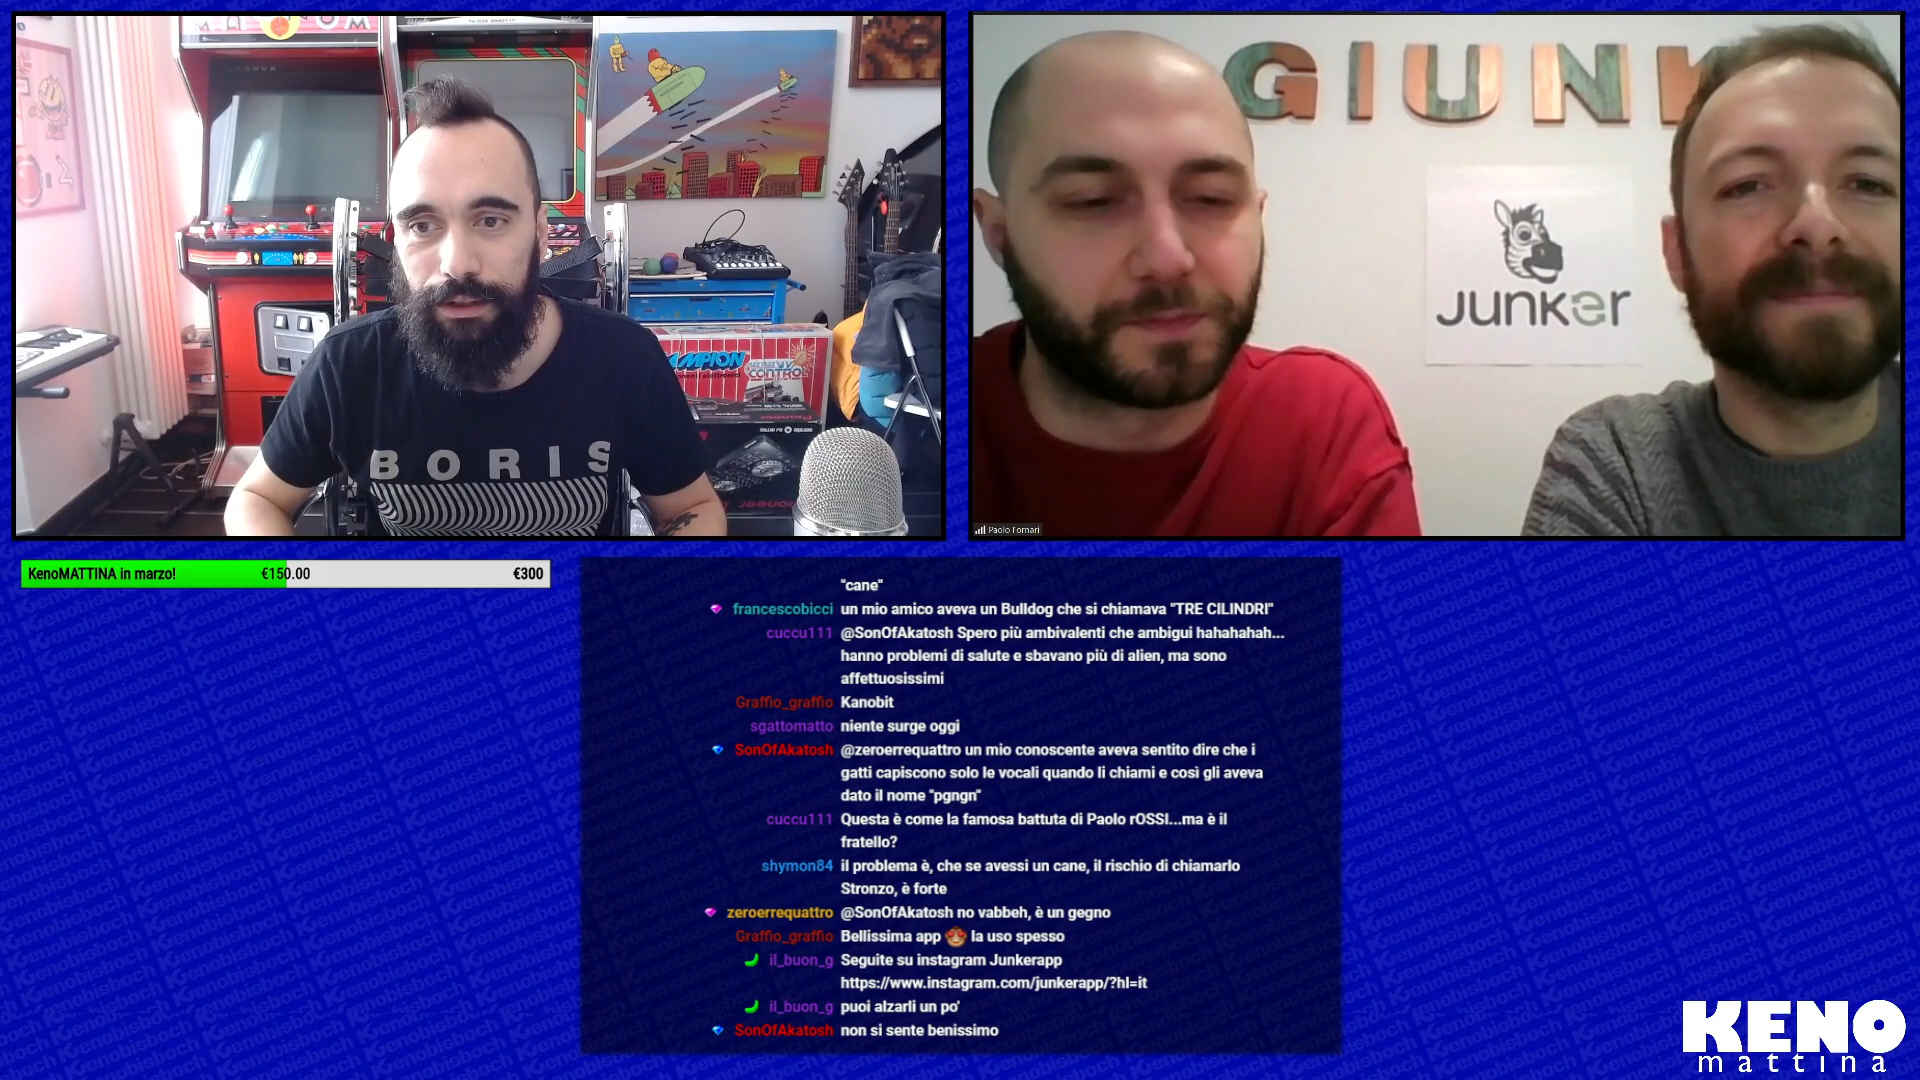 GIUNK
BORIS
AMPION
CONTROL
Pioneer
JUNKER
Paolo Fornari
KenoMATTINA in marzo!
€150.00
€300
"cane"
francescobicci un mio amico aveva un Bulldog che si chiamava "TRE CILINDRI"
cuccu111 @SonOfAkatosh Spero più ambivalenti che ambigui hahahahah...
hanno problemi di salute e sbavano più di alien, ma sono
affettuosissimi
Graffio_graffio Kanobit
sgattomatto niente surge oggi
SonOfAkatosh @zeroerrequattro un mio conoscente aveva sentito dire che i
gatti capiscono solo le vocali quando li chiami e così gli aveva
dato il nome "pgngn"
cuccu111 Questa è come la famosa battuta di Paolo rOSSI...ma è il
fratello?
shymon84 il problema è, che se avessi un cane, il rischio di chiamarlo
Stronzo, è forte
zeroerrequattro @SonOfAkatosh no vabbeh, è un gegno
Graffio_graffio Bellissima app la uso spesso
il_buon_g Seguite su instagram Junkerapp
https://www.instagram.com/junkerapp/?hl=it
il_buon_g puoi alzarli un po'
SonOfAkatosh non si sente benissimo
KENO
mattina